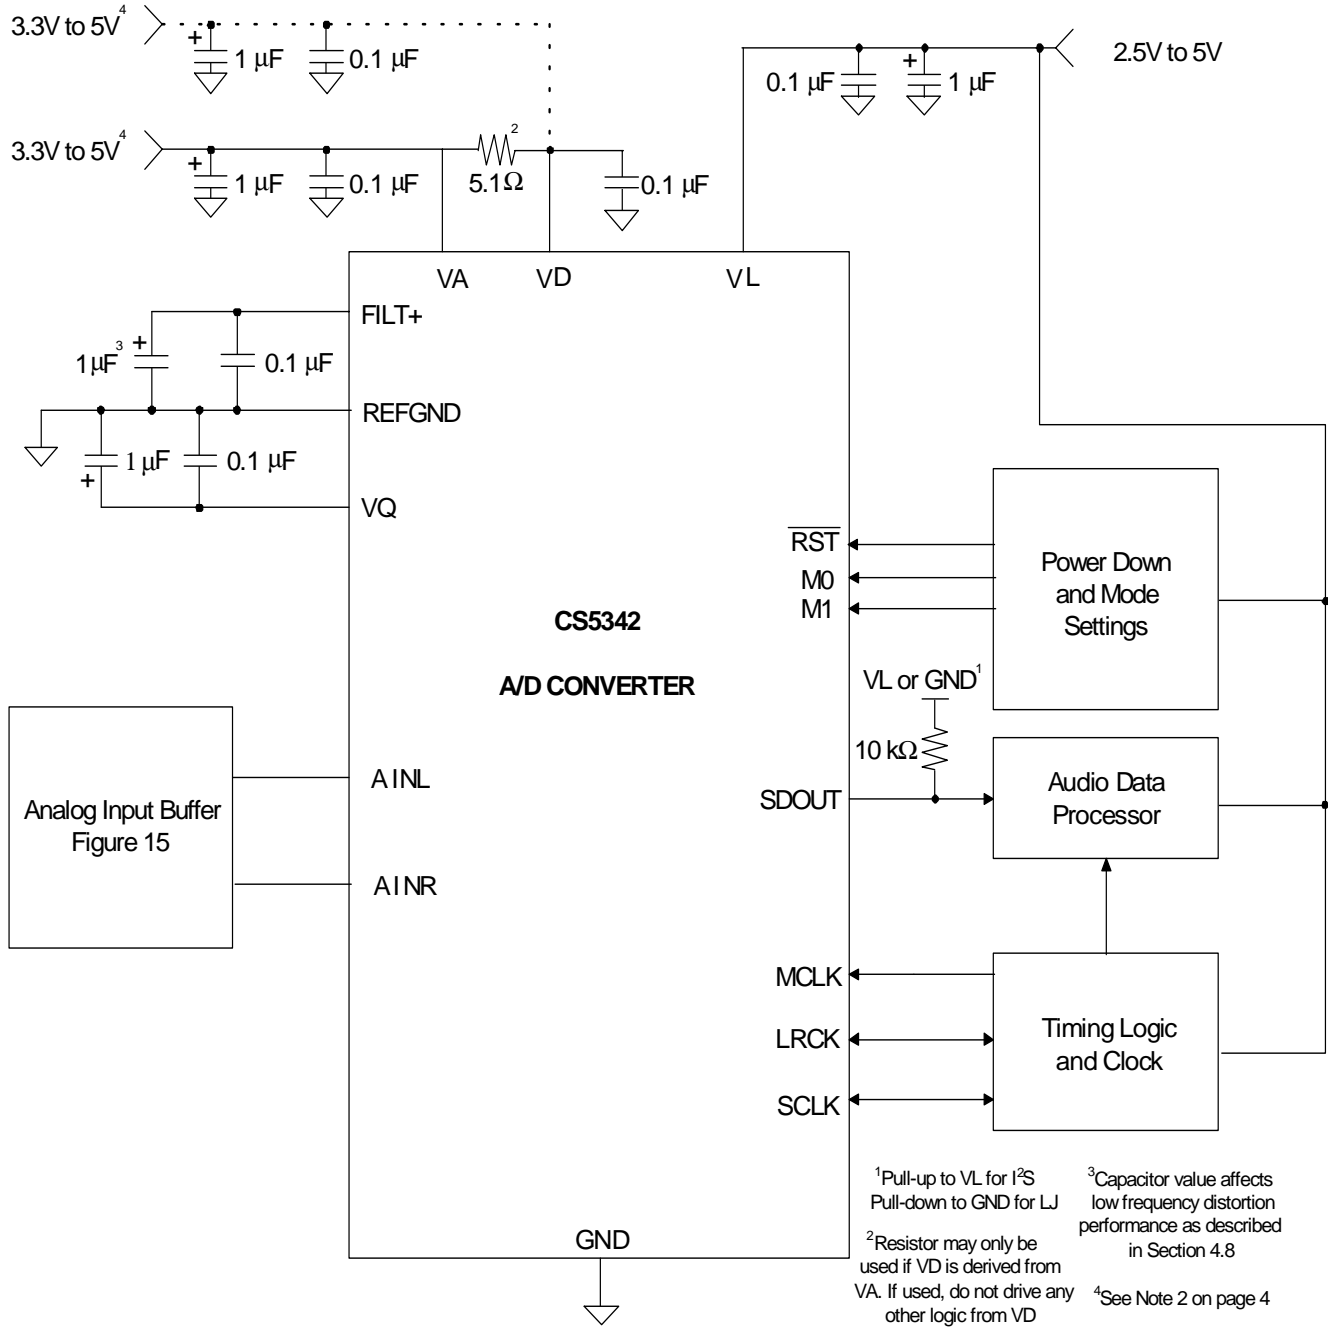 3.3V to 5V⁴
+
1 µF
0.1 µF
0.1 µF
+
1 µF
2.5V to 5V
3.3V to 5V⁴
+
1 µF
0.1 µF
2
5.1Ω
0.1 µF
VA
VD
VL
FILT+
+
1µF³
0.1 µF
REFGND
+
1 µF
0.1 µF
VQ
R̅S̅T̅
M0
M1
Power Down
and Mode
Settings
CS5342
A/D CONVERTER
VL or GND¹
10 kΩ
SDOUT
Audio Data
Processor
Analog Input Buffer
Figure 15
AINL
AINR
MCLK
LRCK
SCLK
Timing Logic
and Clock
GND
¹Pull-up to VL for I²S
Pull-down to GND for LJ
²Resistor may only be
used if VD is derived from
VA. If used, do not drive any
other logic from VD
³Capacitor value affects
low frequency distortion
performance as described
in Section 4.8
⁴See Note 2 on page 4